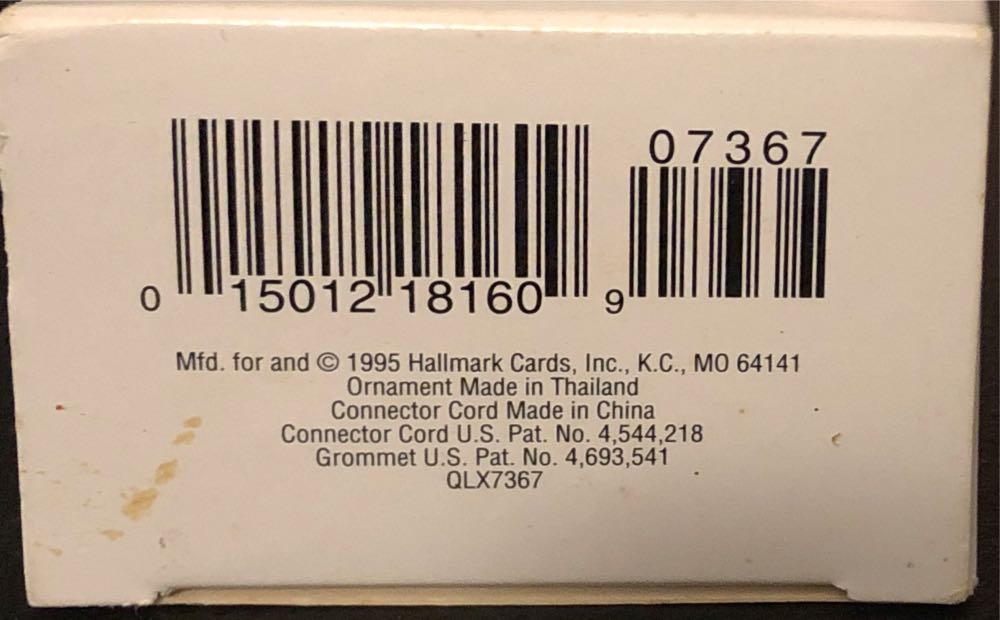 07367
0 15012 18160 9
Mfd. for and © 1995 Hallmark Cards, Inc., K.C., MO 64141
Ornament Made in Thailand
Connector Cord Made in China
Connector Cord U.S. Pat. No. 4,544,218
Grommet U.S. Pat. No. 4,693,541
QLX7367